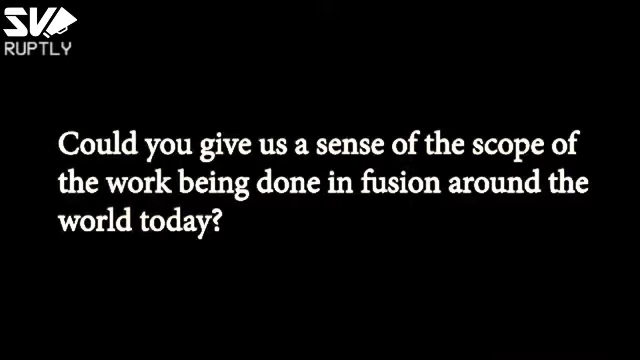 SV
RUPTLY
Could you give us a sense of the scope of
the work being done in fusion around the
world today?